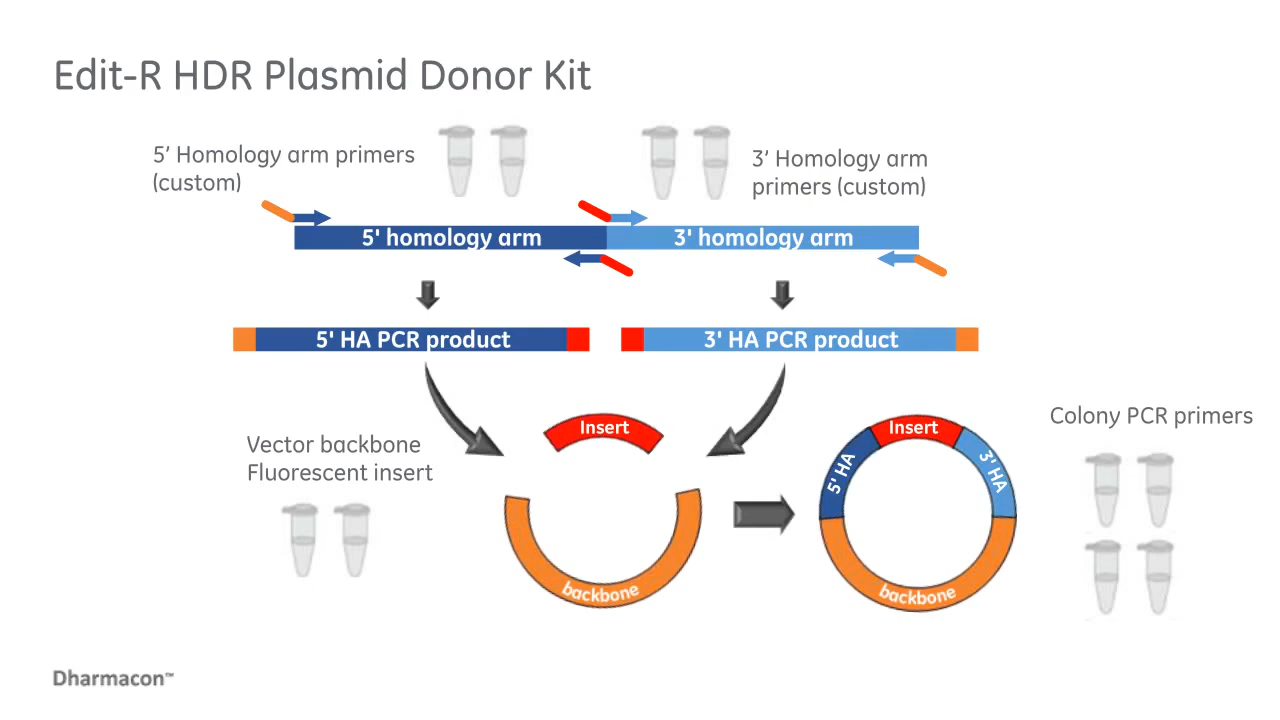 Edit-R HDR Plasmid Donor Kit
5’ Homology arm primers
(custom)
3’ Homology arm
primers (custom)
5' homology arm
3' homology arm
5' HA PCR product
3' HA PCR product
Vector backbone
Fluorescent insert
Insert
backbone
5' HA
Insert
3' HA
backbone
Colony PCR primers
Dharmacon™